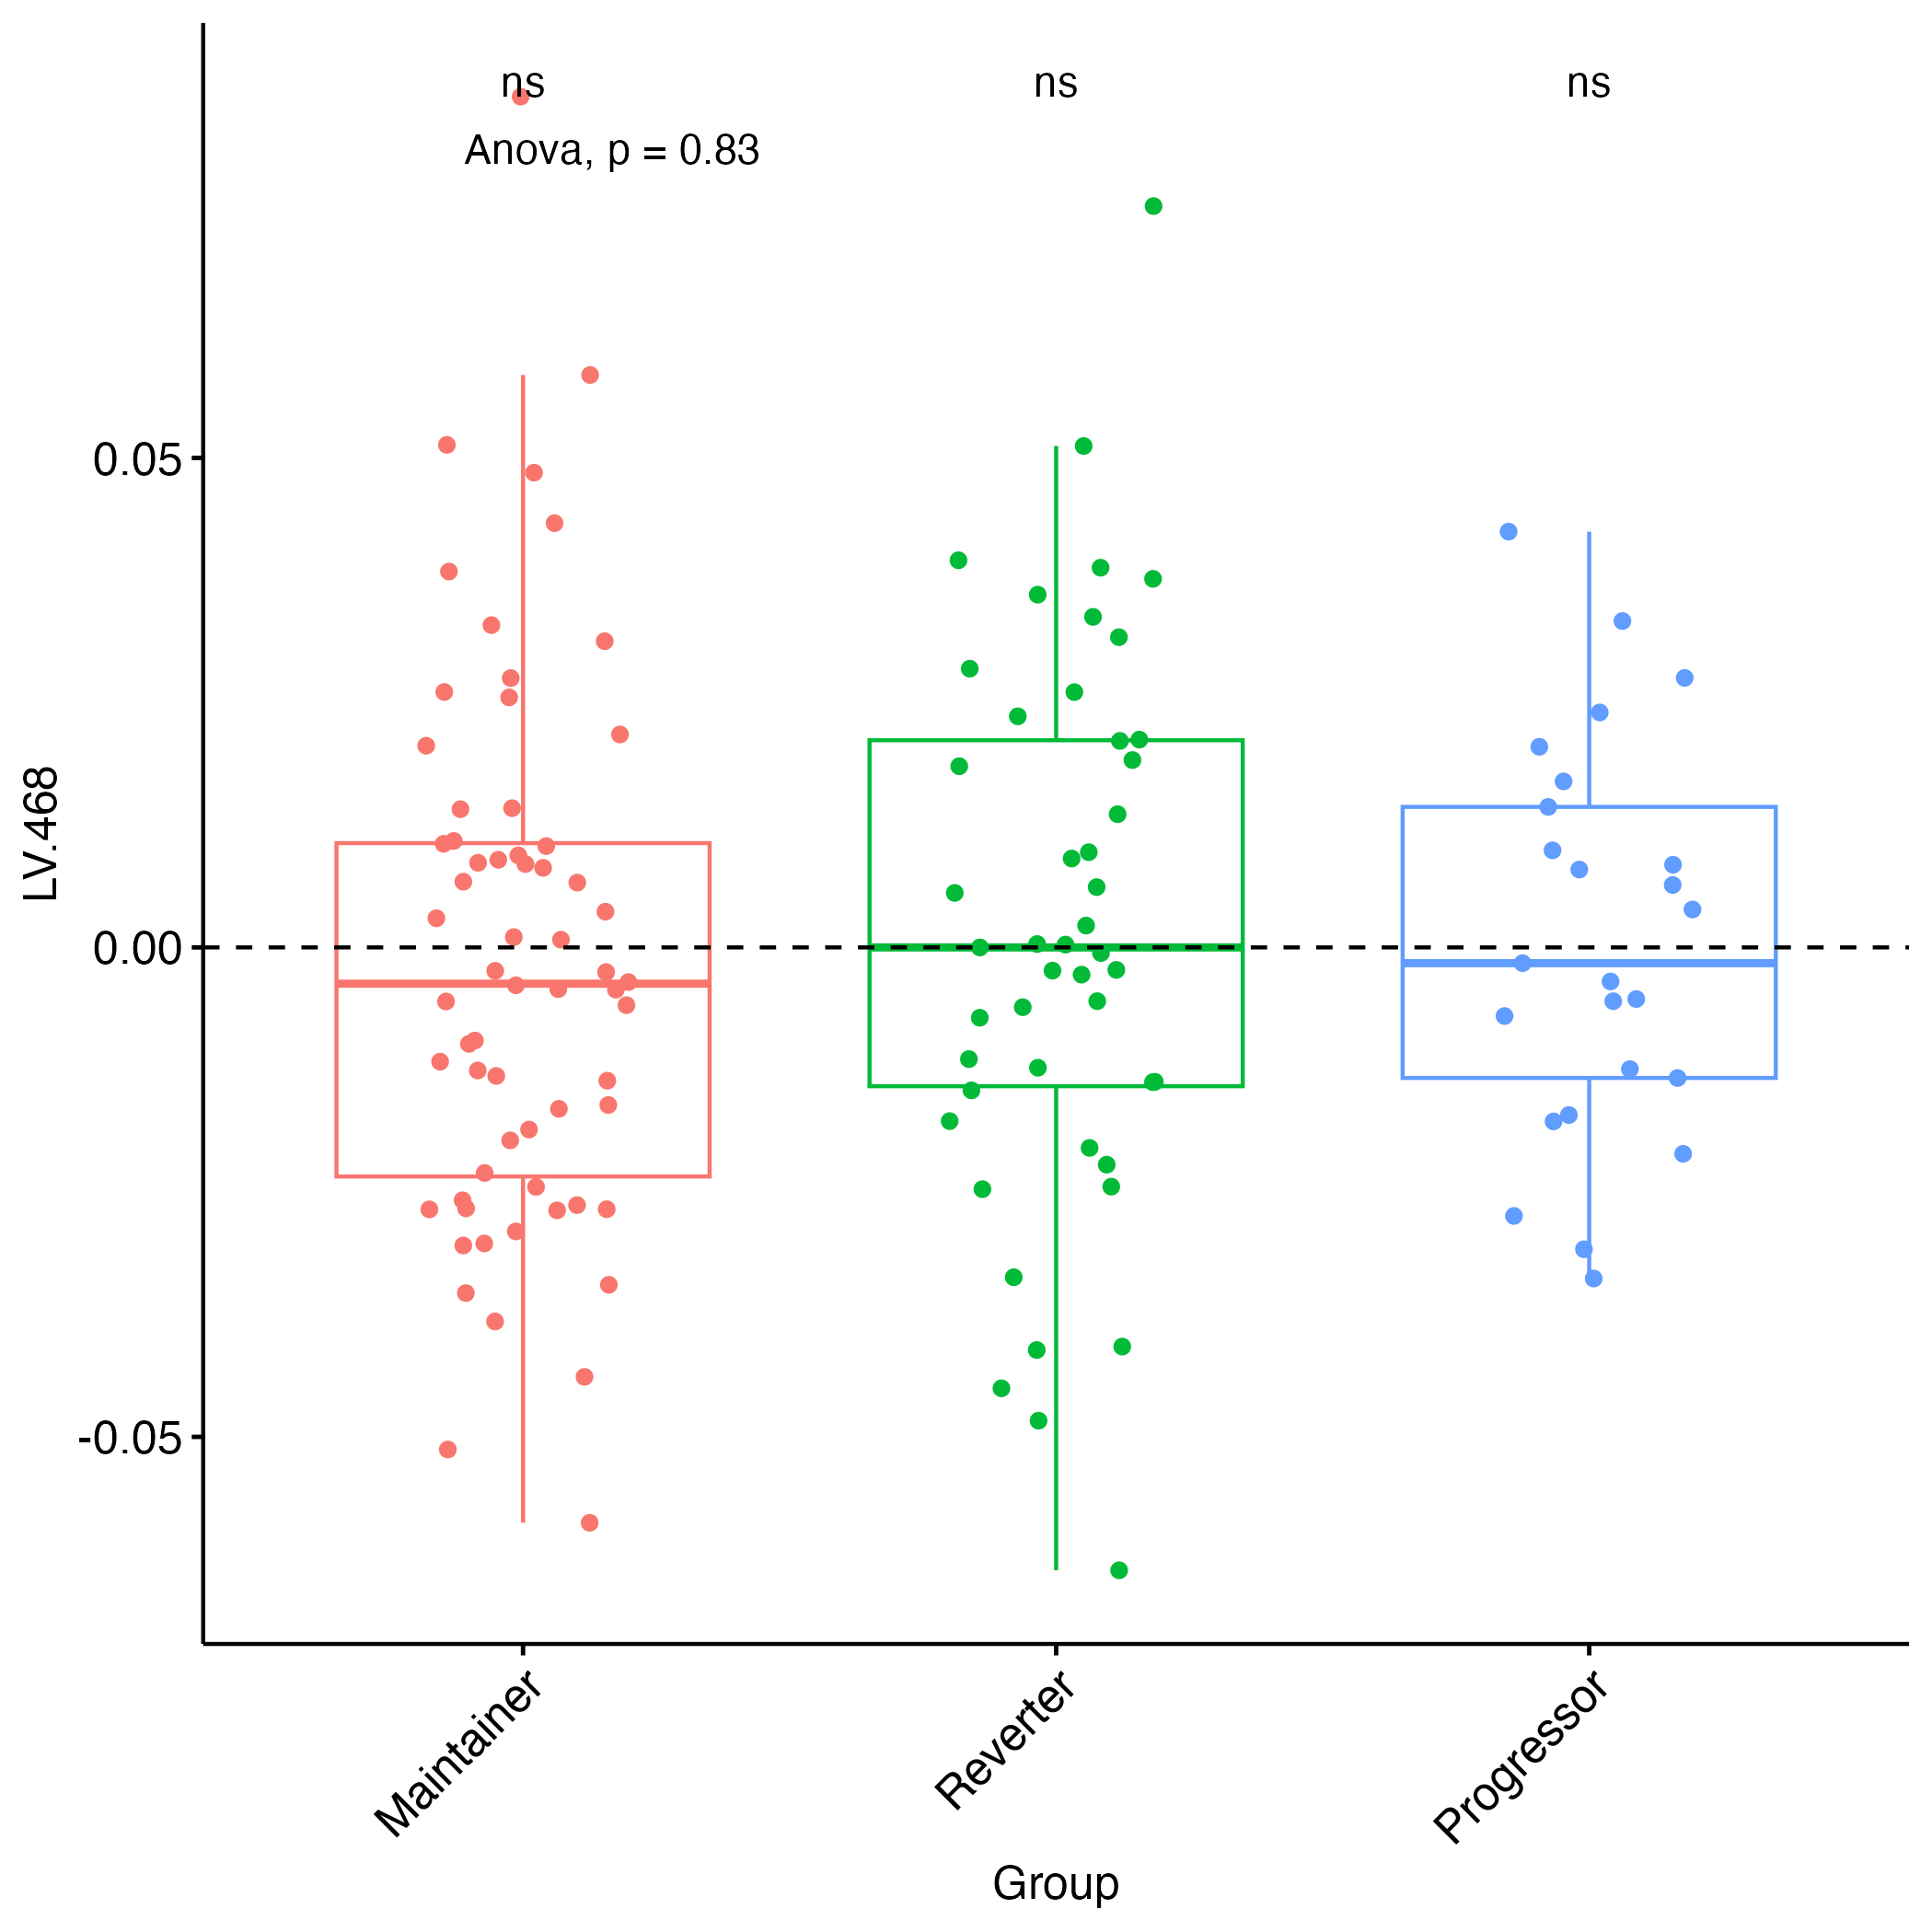 ns ns ns
Anova, p = 0.83
0.05
0.00
-0.05
LV.468
Maintainer Reverter Progressor
Group